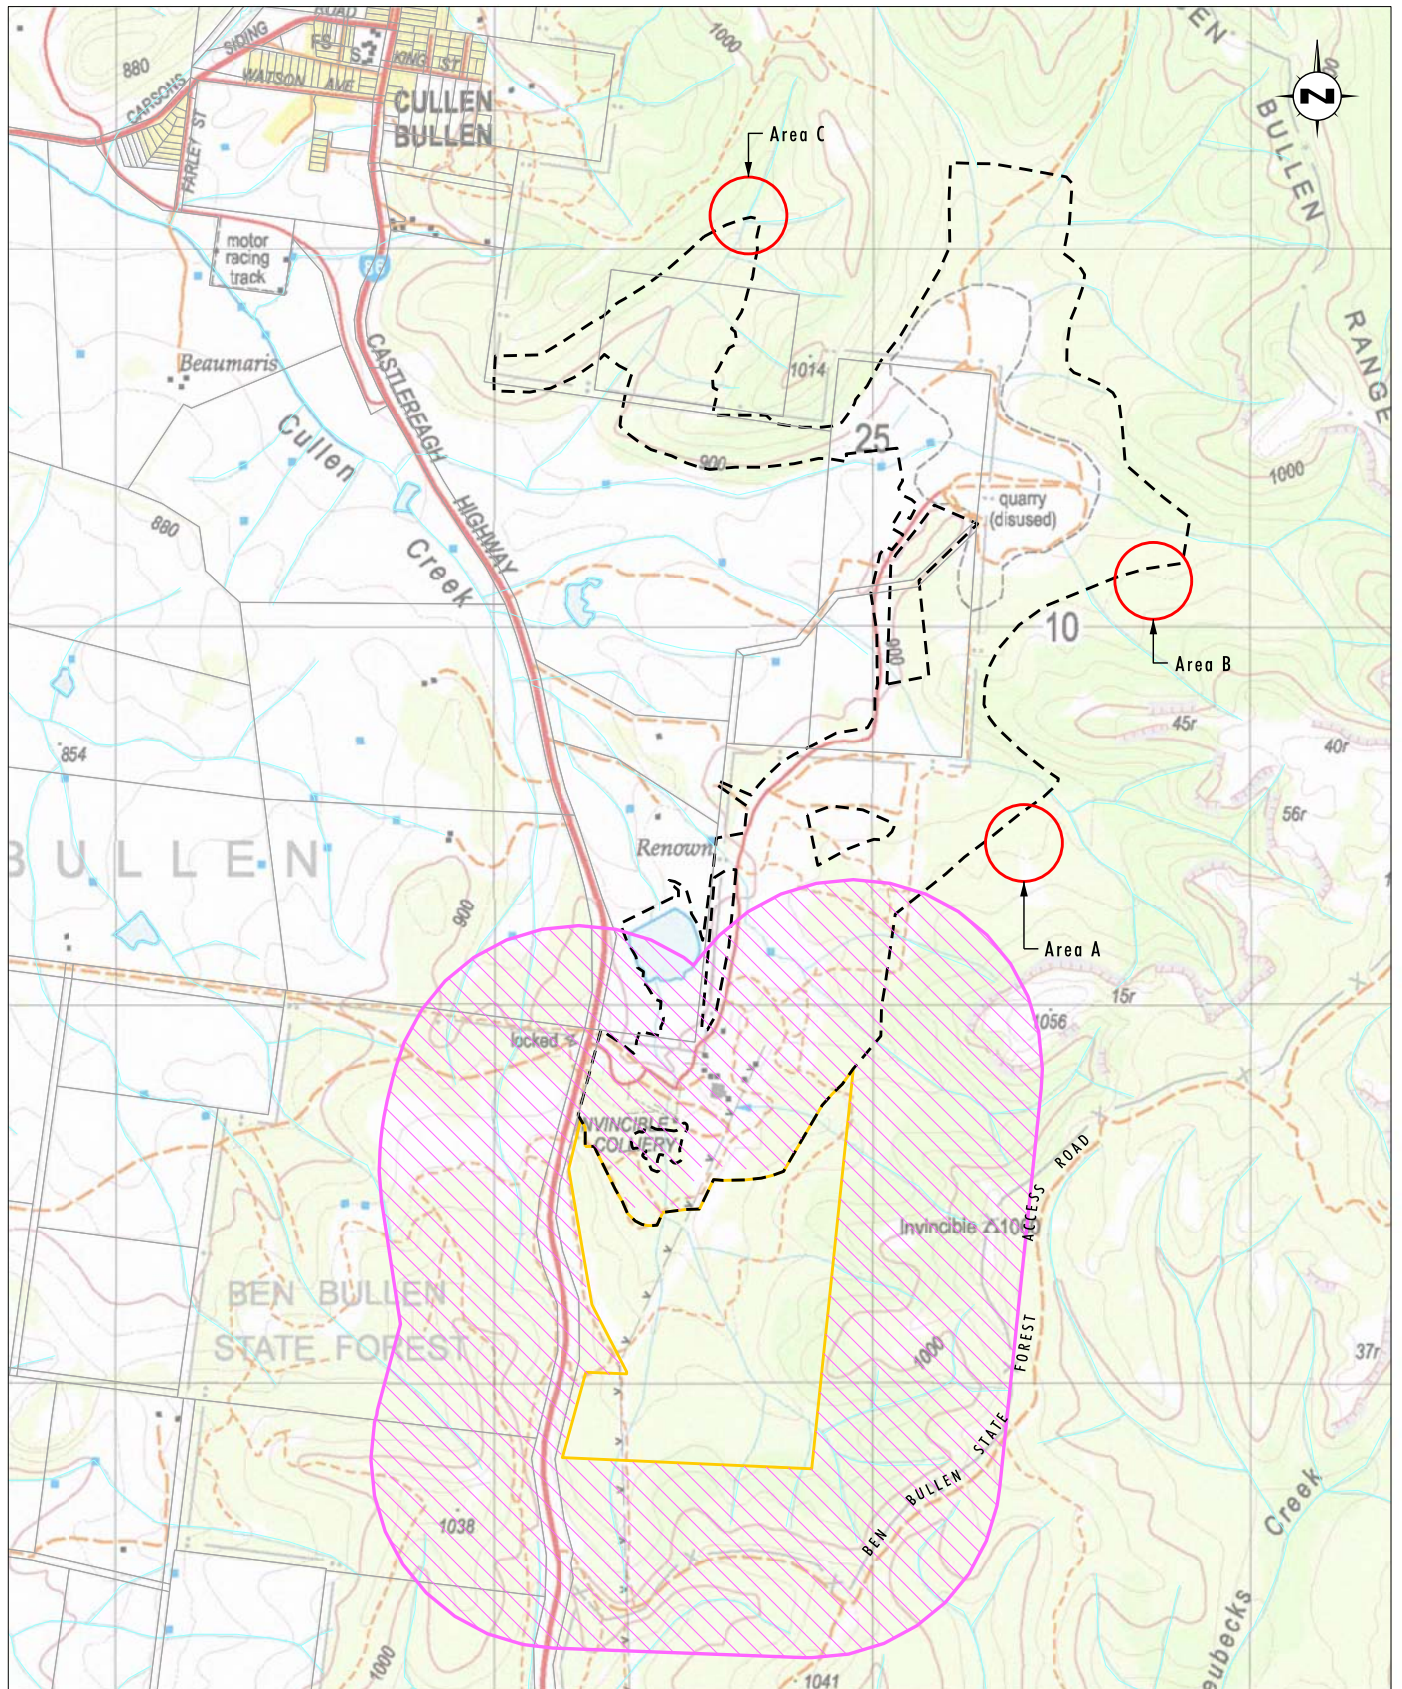 ROAD
SIDING
CARSONS
880
FS
S
KING ST
WATSON AVE
FARLEY ST
CULLEN
BULLEN
1000
Area C
N
BULLEN
RANGE
motor
racing
track
Beaumaris
CASTLEREAGH
HIGHWAY
Cullen
Creek
1014
25
900
880
quarry
(disused)
1000
900
10
Area B
854
45r
40r
56r
BULLEN
Renown
900
Area A
15r
1056
locked
INVINCIBLE
COLLIERY
Invincible
BEN BULLEN
STATE FOREST
1000
37r
BEN BULLEN STATE FOREST ACCESS ROAD
1038
1000
1041
Creek